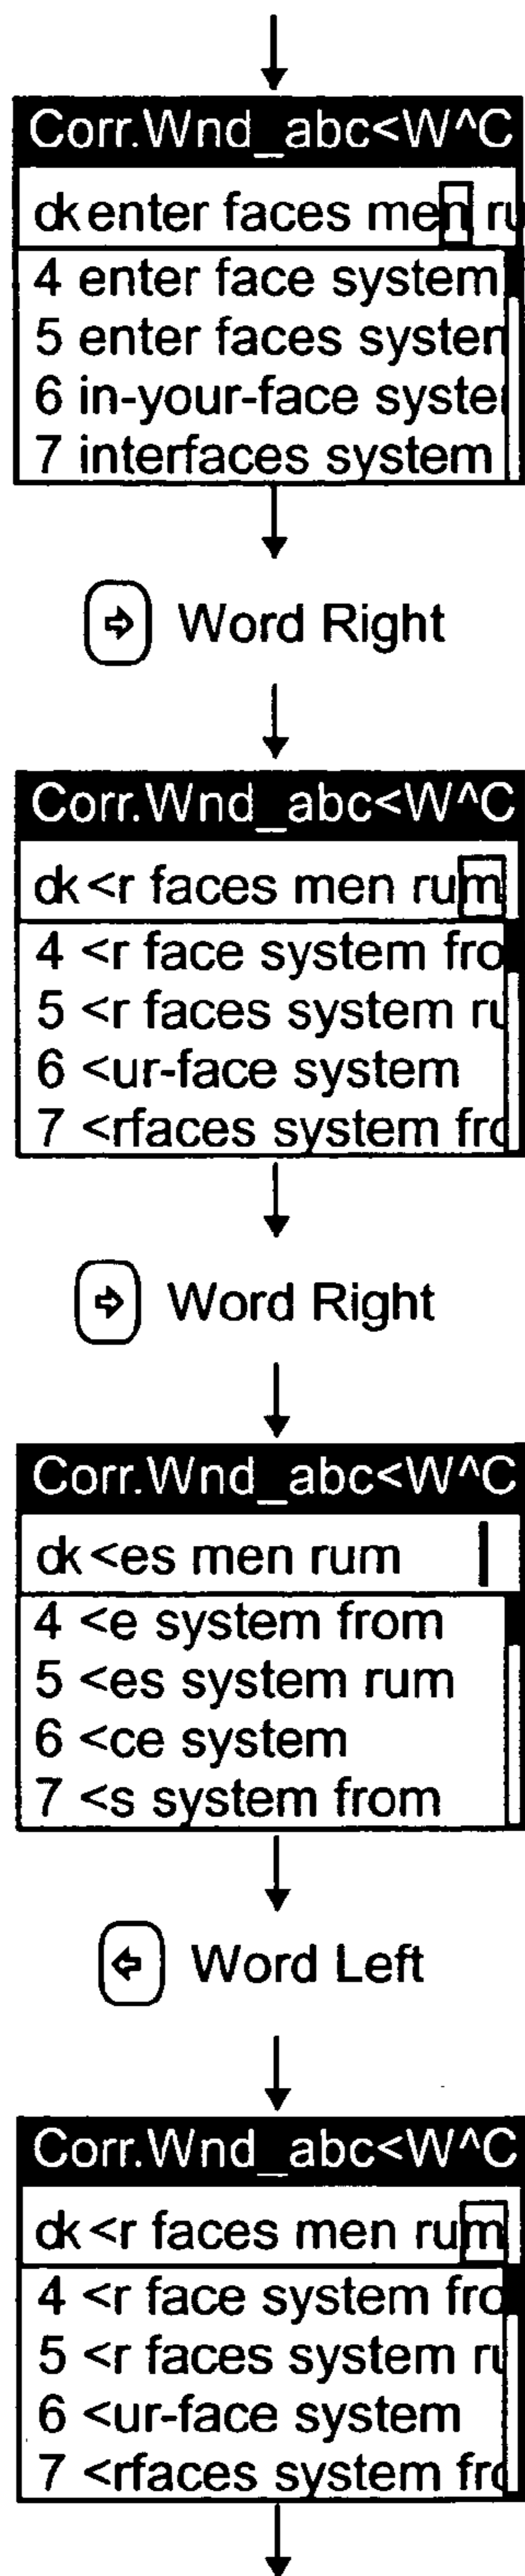 Corr.Wnd_abc<W^C
dk enter faces men ru
4 enter face system
5 enter faces system
6 in-your-face syste
7 interfaces system
Word Right
Corr.Wnd_abc<W^C
dk <r faces men rum
4 <r face system fro
5 <r faces system ru
6 <ur-face system
7 <rfaces system fro
Word Right
Corr.Wnd_abc<W^C
dk <es men rum
4 <e system from
5 <es system rum
6 <ce system
7 <s system from
Word Left
Corr.Wnd_abc<W^C
dk <r faces men rum
4 <r face system fro
5 <r faces system ru
6 <ur-face system
7 <rfaces system fro